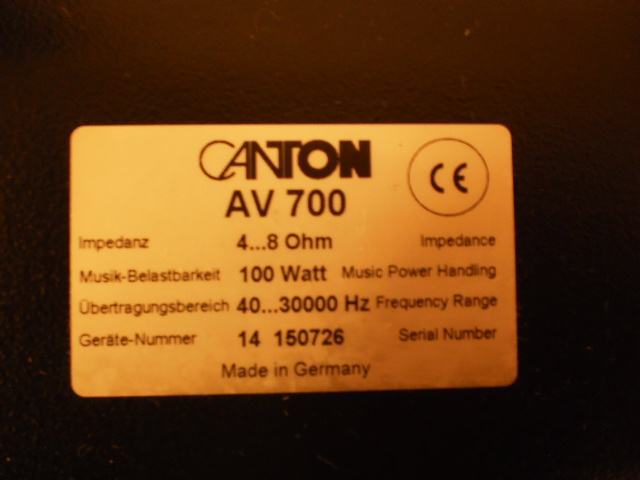 CANTON
CE
AV 700
Impedanz 4...8 Ohm Impedance
Musik-Belastbarkeit 100 Watt Music Power Handling
Übertragungsbereich 40...30000 Hz Frequency Range
Geräte-Nummer 14 150726 Serial Number
Made in Germany